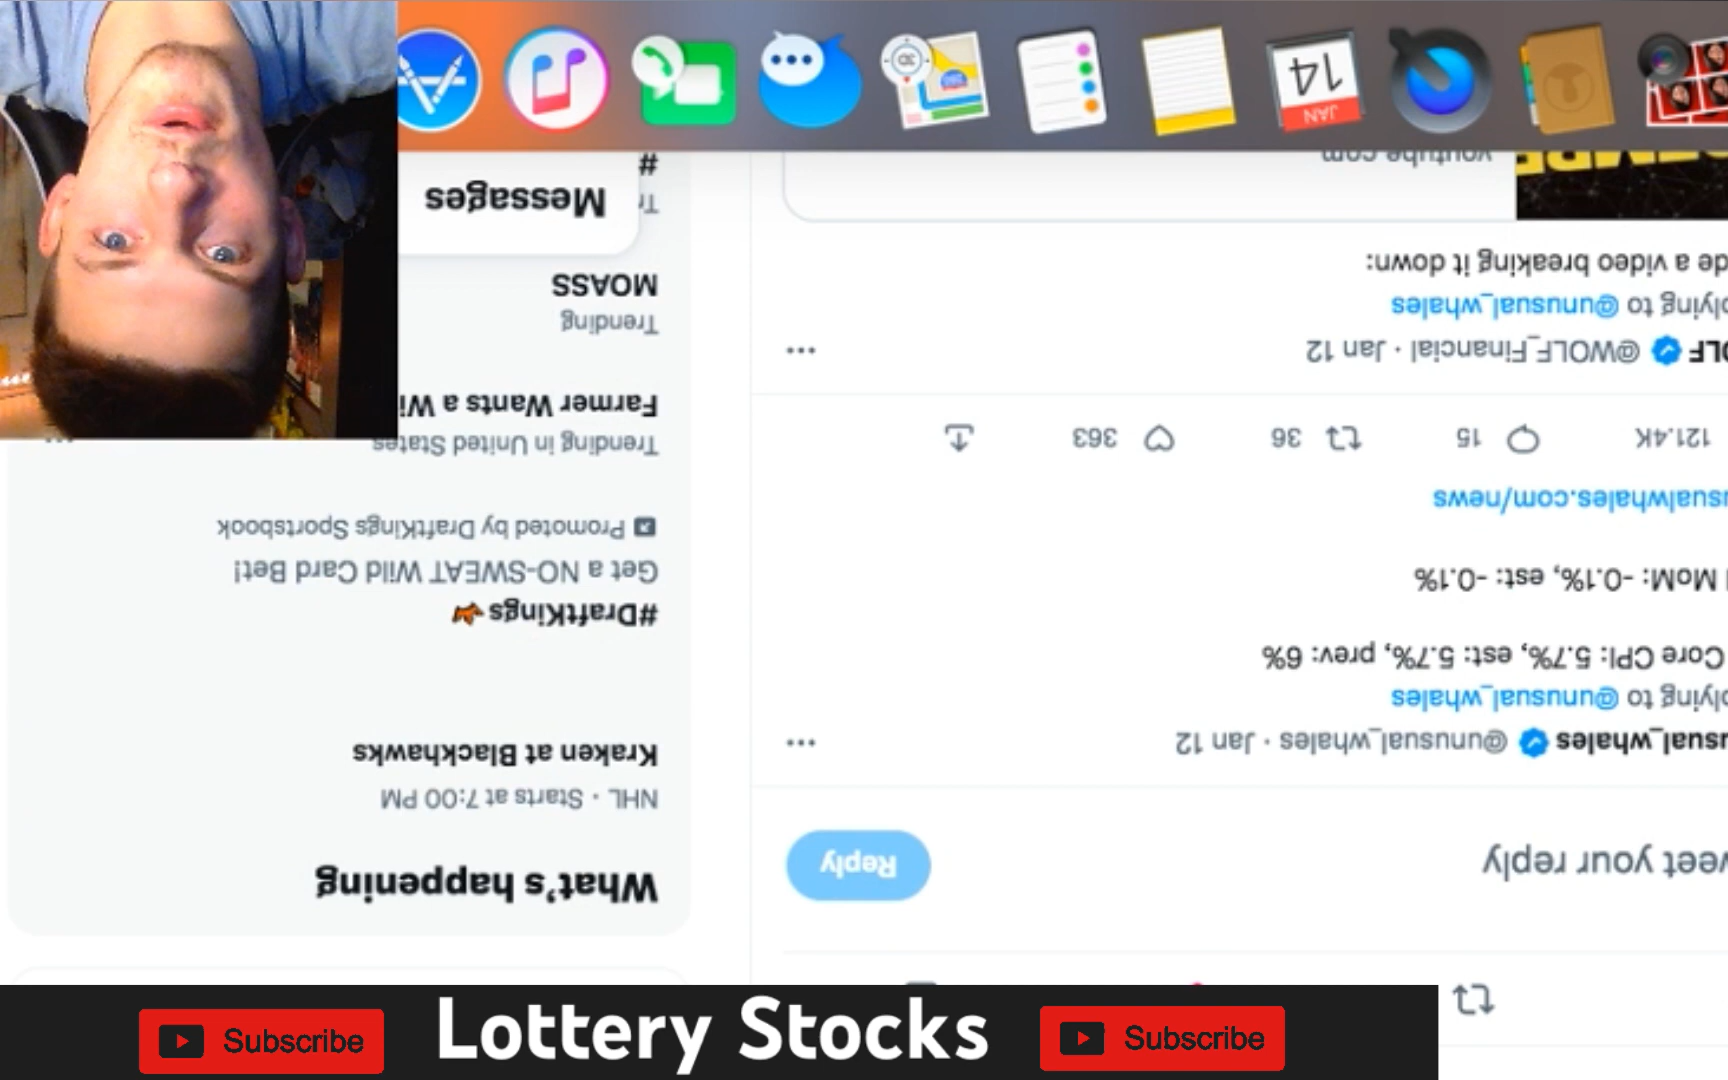 What's happening
NHL · Starts at 7:00 PM
Kraken at Blackhawks
#DraftKings
Get a NO-SWEAT Wild Card Bet!
Promoted by DraftKings Sportsbook
Trending in United States
Farmer Wants a Wi
Trending
MOASS
Tr
#
Messages
eet your reply
Reply
usual_whales @unusual_whales · Jan 12
plying to @unusual_whales
Core CPI: 5.7%, est: 5.7%, prev: 6%
MoM: -0.1%, est: -0.1%
usualwhales.com/news
121.4K 15 36 363
OLF @WOLF_Financial · Jan 12
plying to @unusual_whales
de a video breaking it down:
youtube.com
JAN
14
Subscribe
Lottery Stocks
Subscribe